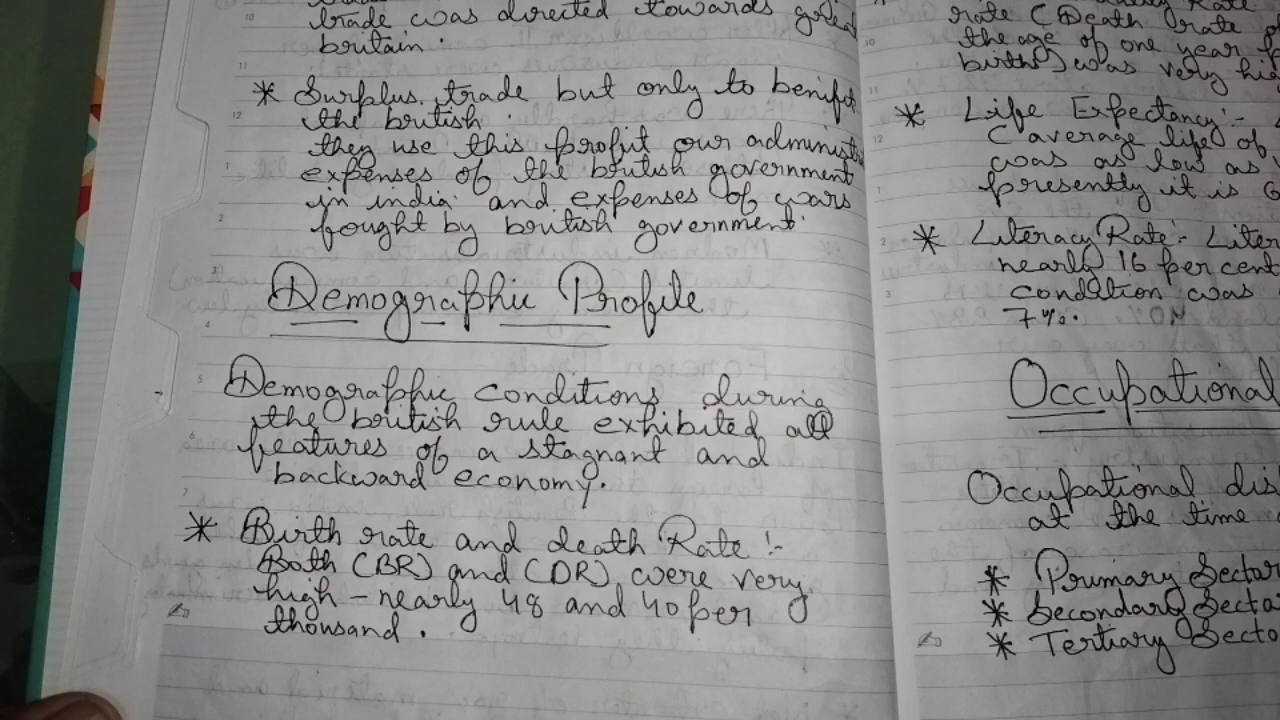 trade was directed towards great
britain.
* Surplus trade but only to benifit
the british.
they use this profit our administ
expenses of the british government
in india and expenses of wars
fought by british government.
Demographic Profile
Demographic conditions during
the british rule exhibited all
features of a stagnant and
backward economy.
* Birth rate and death Rate :-
Both (BR) and (DR) were very
high - nearly 48 and 40 per
thousand.
rate (Death rate
the age of one year
birth) was very hi
* Life Expectancy :-
(average life of
was as low as
presently it is 6
* Literacy Rate :- Liter
nearly 16 per cent
condition was
7%.
Occupational
Occupational dis
at the time
* Primary Sector
* Secondary Secto
* Tertiary Secto